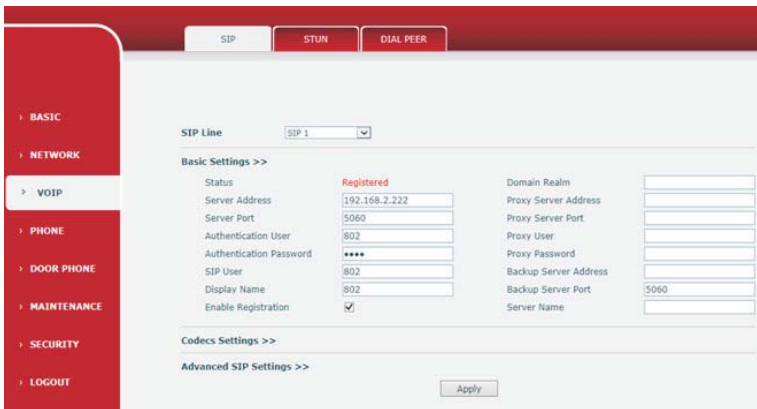 SIP STUN DIAL PEER
› BASIC
› NETWORK
› VOIP
› PHONE
› DOOR PHONE
› MAINTENANCE
› SECURITY
› LOGOUT
SIP Line SIP 1
Basic Settings >>
Status Registered Domain Realm
Server Address 192.168.2.222 Proxy Server Address
Server Port 5060 Proxy Server Port
Authentication User 802 Proxy User
Authentication Password •••• Proxy Password
SIP User 802 Backup Server Address
Display Name 802 Backup Server Port 5060
Enable Registration Server Name
Codecs Settings >>
Advanced SIP Settings >>
Apply